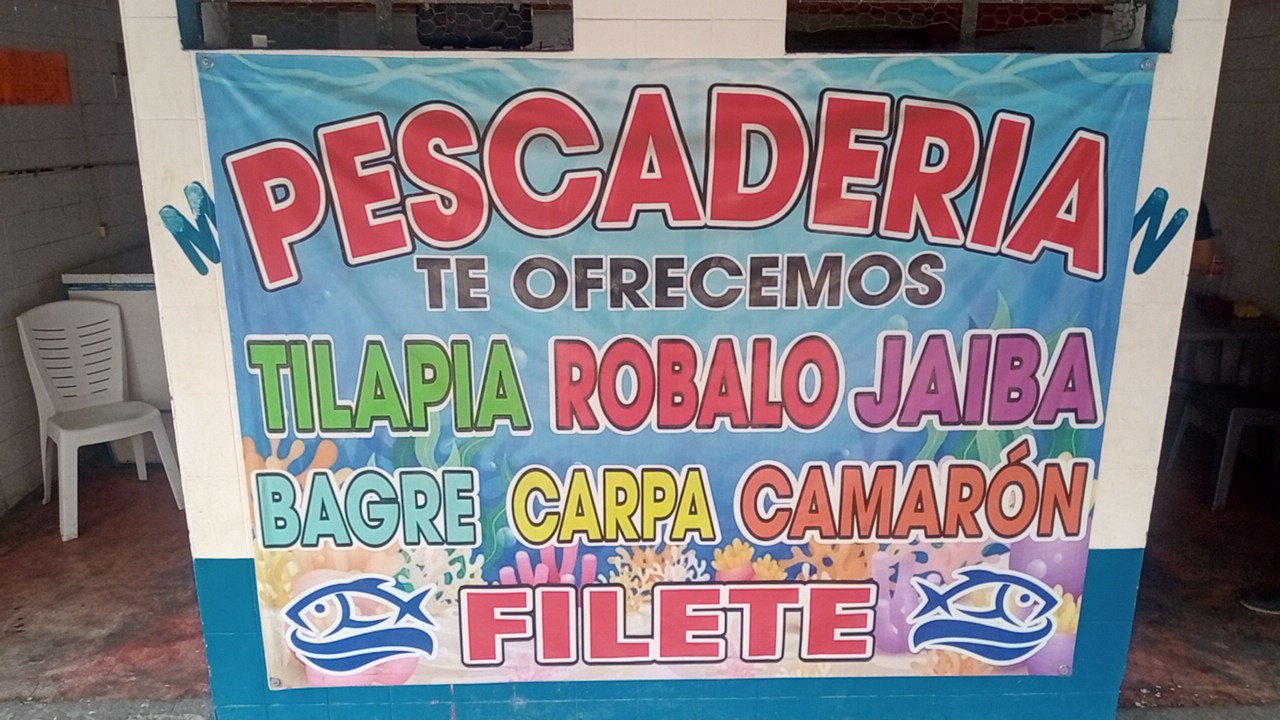 PESCADERIA
TE OFRECEMOS
TILAPIA ROBALO JAIBA
BAGRE CARPA CAMARÓN
FILETE